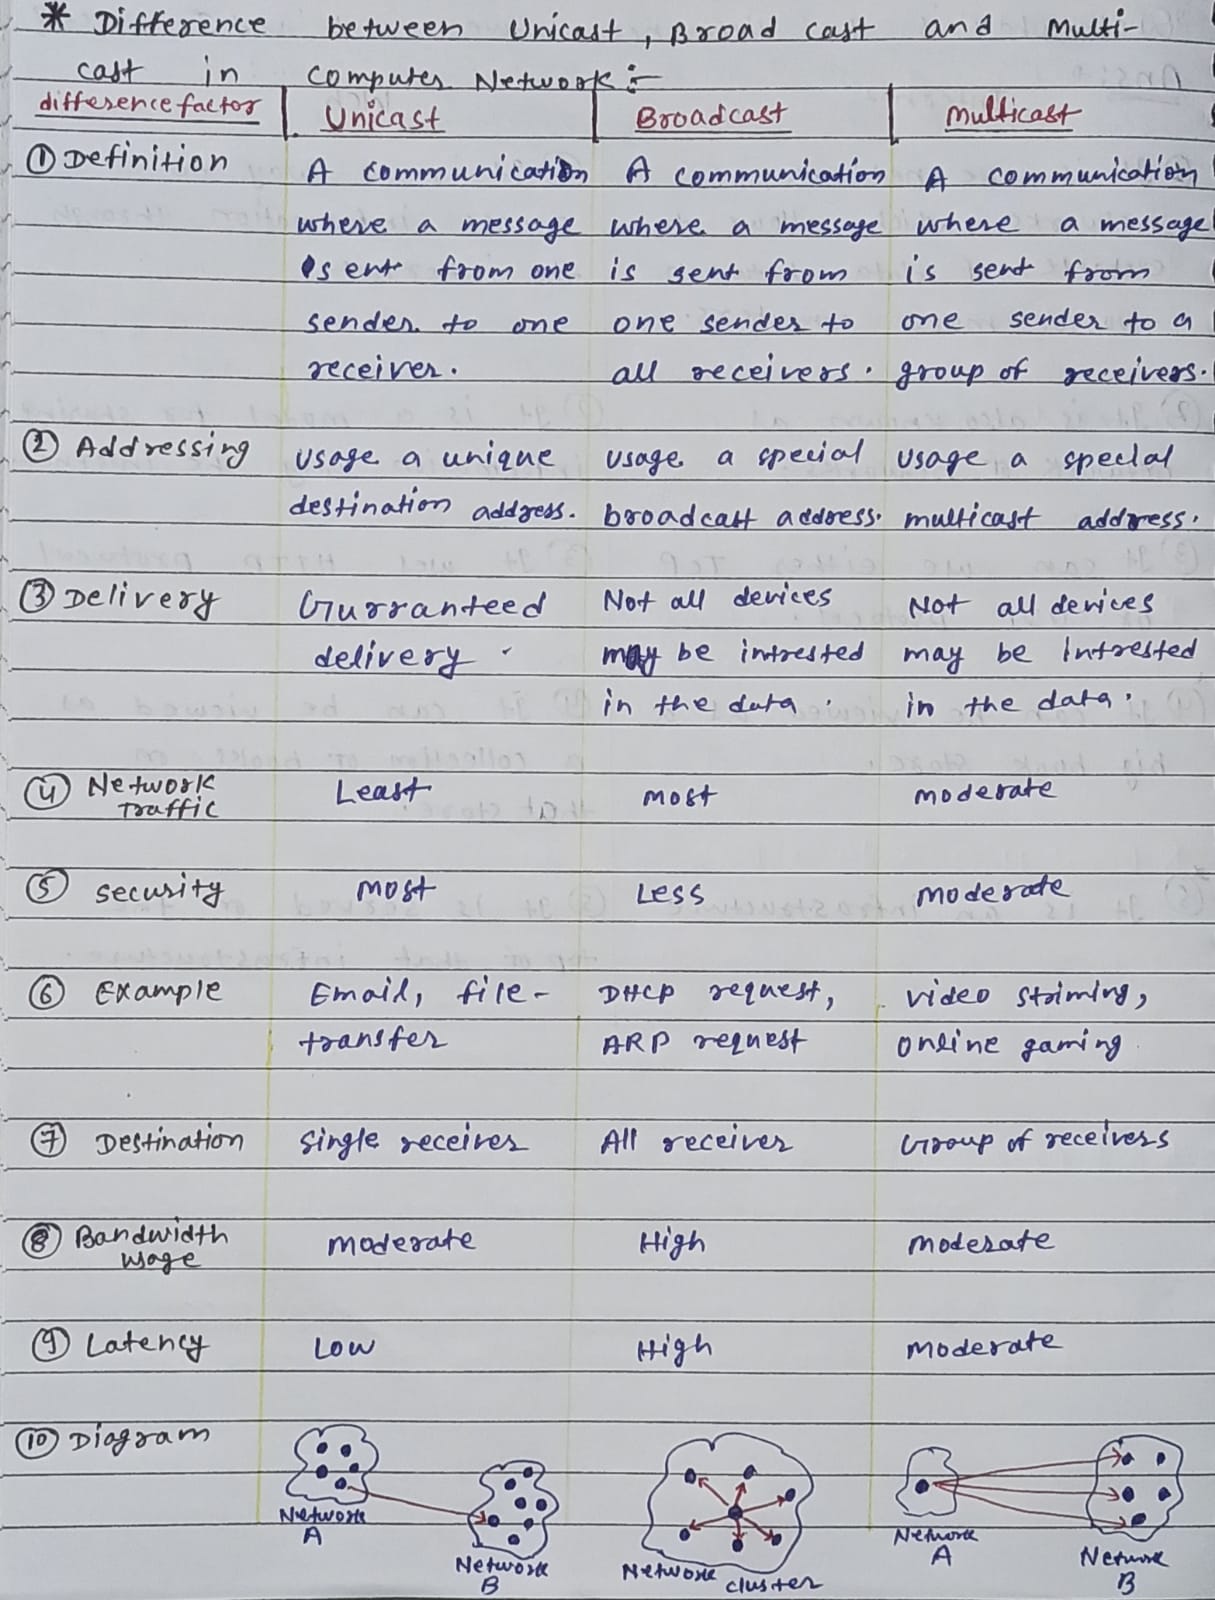 * Difference between Unicast, Broad cast and Multi-
cast in Computer Network :-
difference factor Unicast Broadcast Multicast
① Definition A communication A communication A communication
where a message where a message where a message
is ent from one is sent from is sent from
sender to one one sender to one sender to a
receiver. all receivers. group of receivers.
② Addressing usage a unique usage a special usage a special
destination address. broadcast address. multicast address.
③ Delivery Gurranteed Not all devices Not all devices
delivery. may be intrested may be Intrested
in the data. in the data.
④ Network Least most moderate
Traffic
⑤ security most Less moderate
⑥ Example Email, file- DHCP request, video striming,
transfer ARP request online gaming
⑦ Destination single receiver All receiver Group of receivers
⑧ Bandwidth moderate High moderate
usage
⑨ Latency Low High moderate
⑩ Diagram
Network
A
Network
B
Network cluster
Network
A
Network
B